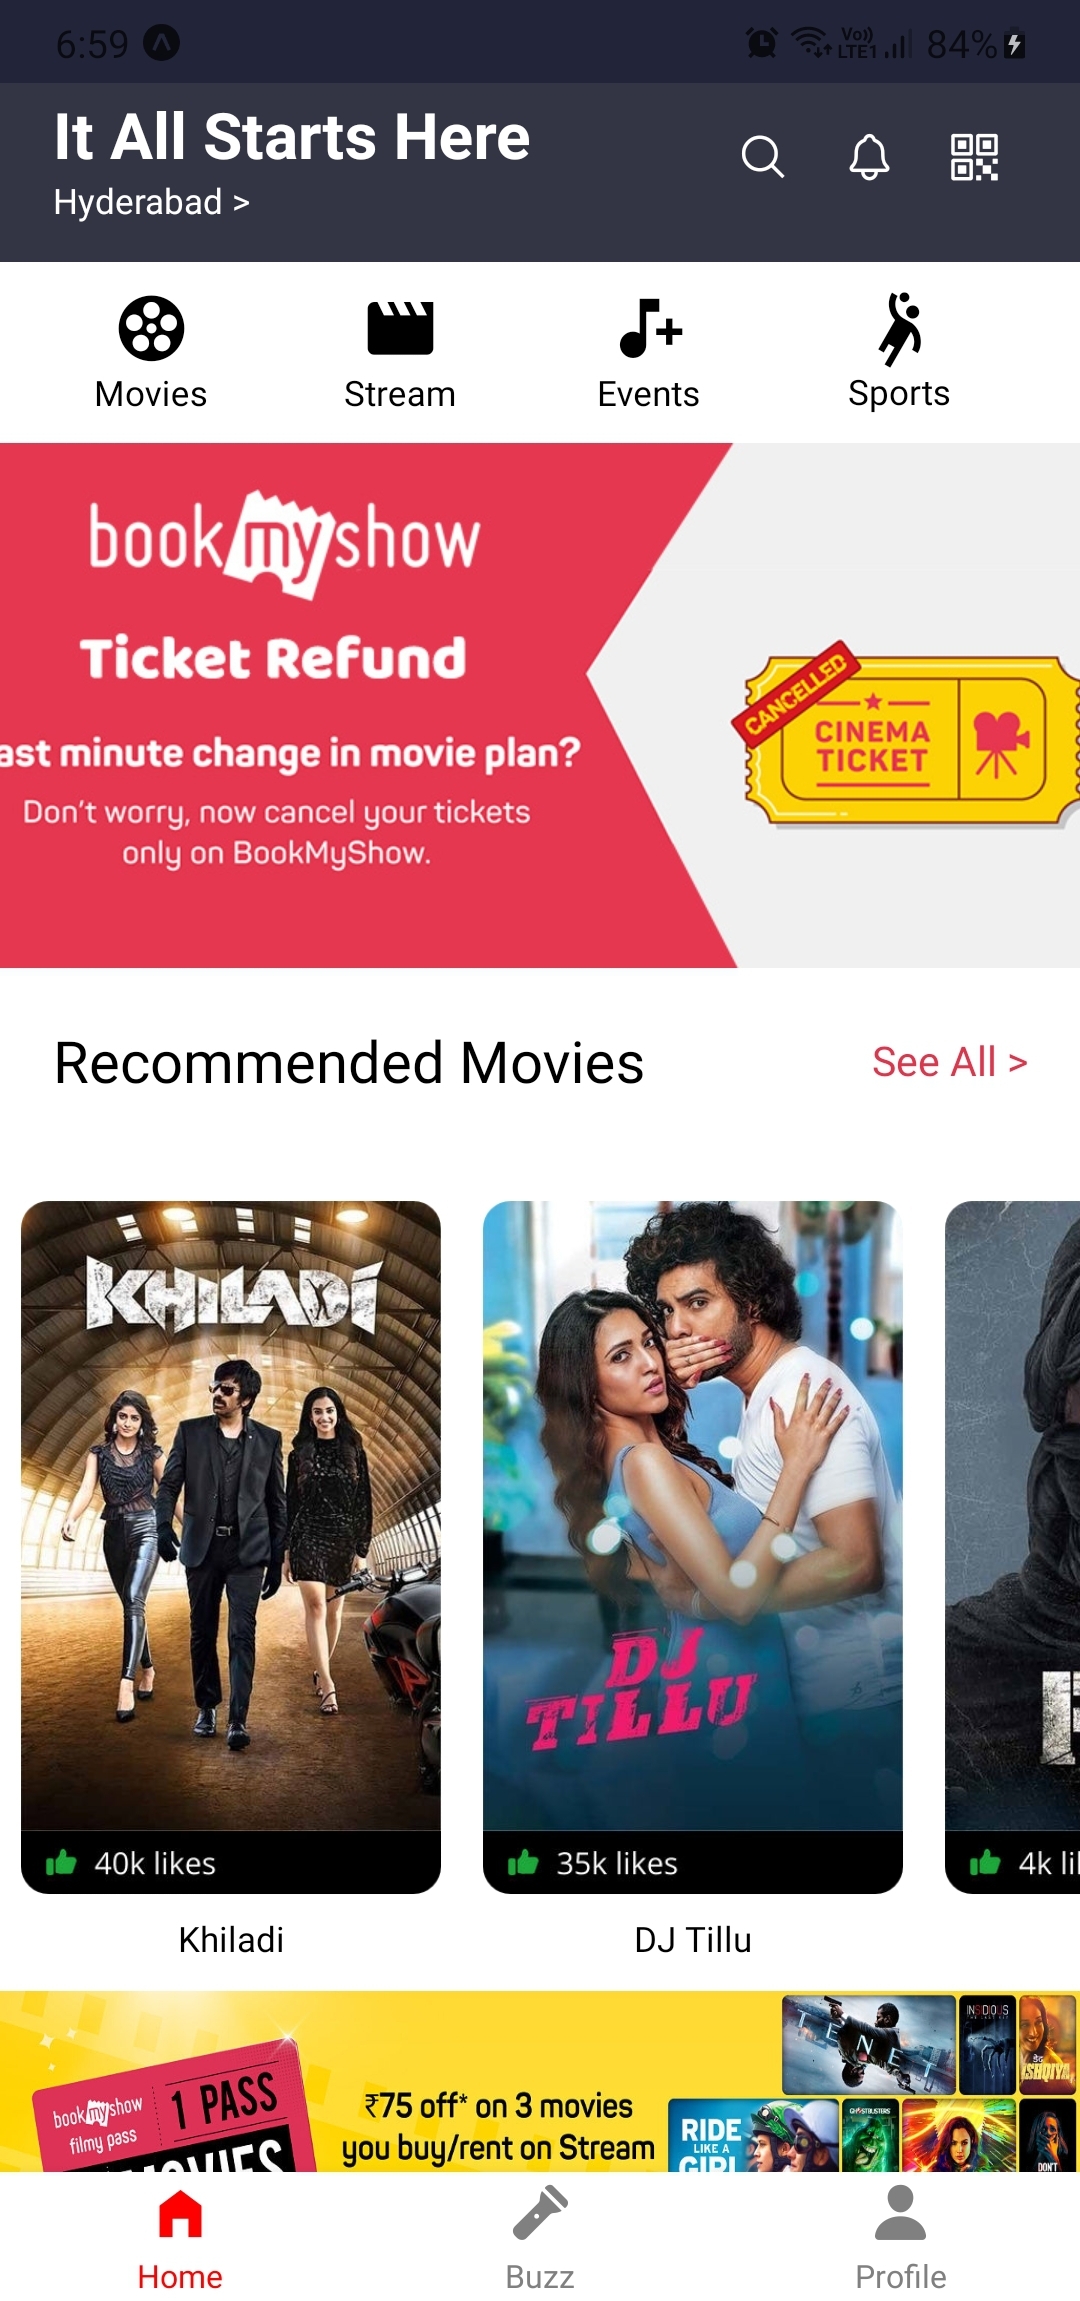 6:59
Vo))
LTE1
84%
It All Starts Here
Hyderabad >
Movies
Stream
Events
Sports
bookmyshow
Ticket Refund
ast minute change in movie plan?
Don't worry, now cancel your tickets
only on BookMyShow.
CANCELLED
CINEMA
TICKET
Recommended Movies
See All >
KHILADI
DJ
TILLU
40k likes
35k likes
4k li
Khiladi
DJ Tillu
bookmyshow
filmy pass
1 PASS
MOVIES
₹75 off* on 3 movies
you buy/rent on Stream
TENET
INSIDIOUS
ISHQIYA
RIDE
LIKE A
GIRL
GHOSTBUSTERS
DON'T
Home
Buzz
Profile